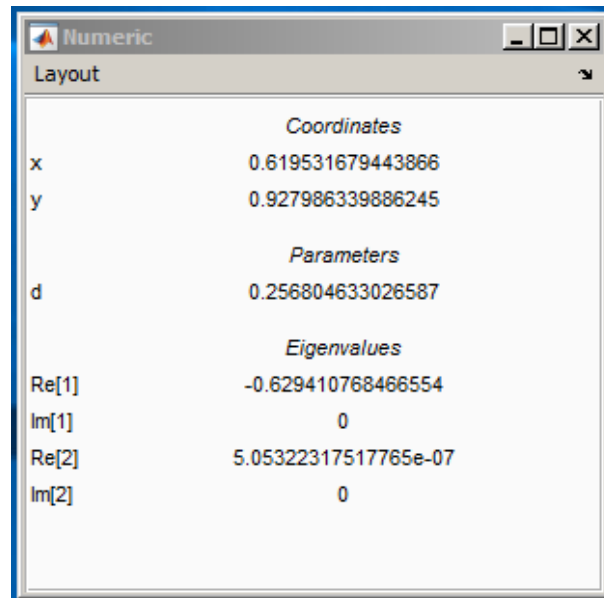 Numeric
Layout
Coordinates
x 0.619531679443866
y 0.927986339886245
Parameters
d 0.256804633026587
Eigenvalues
Re[1] -0.629410768466554
Im[1] 0
Re[2] 5.05322317517765e-07
Im[2] 0